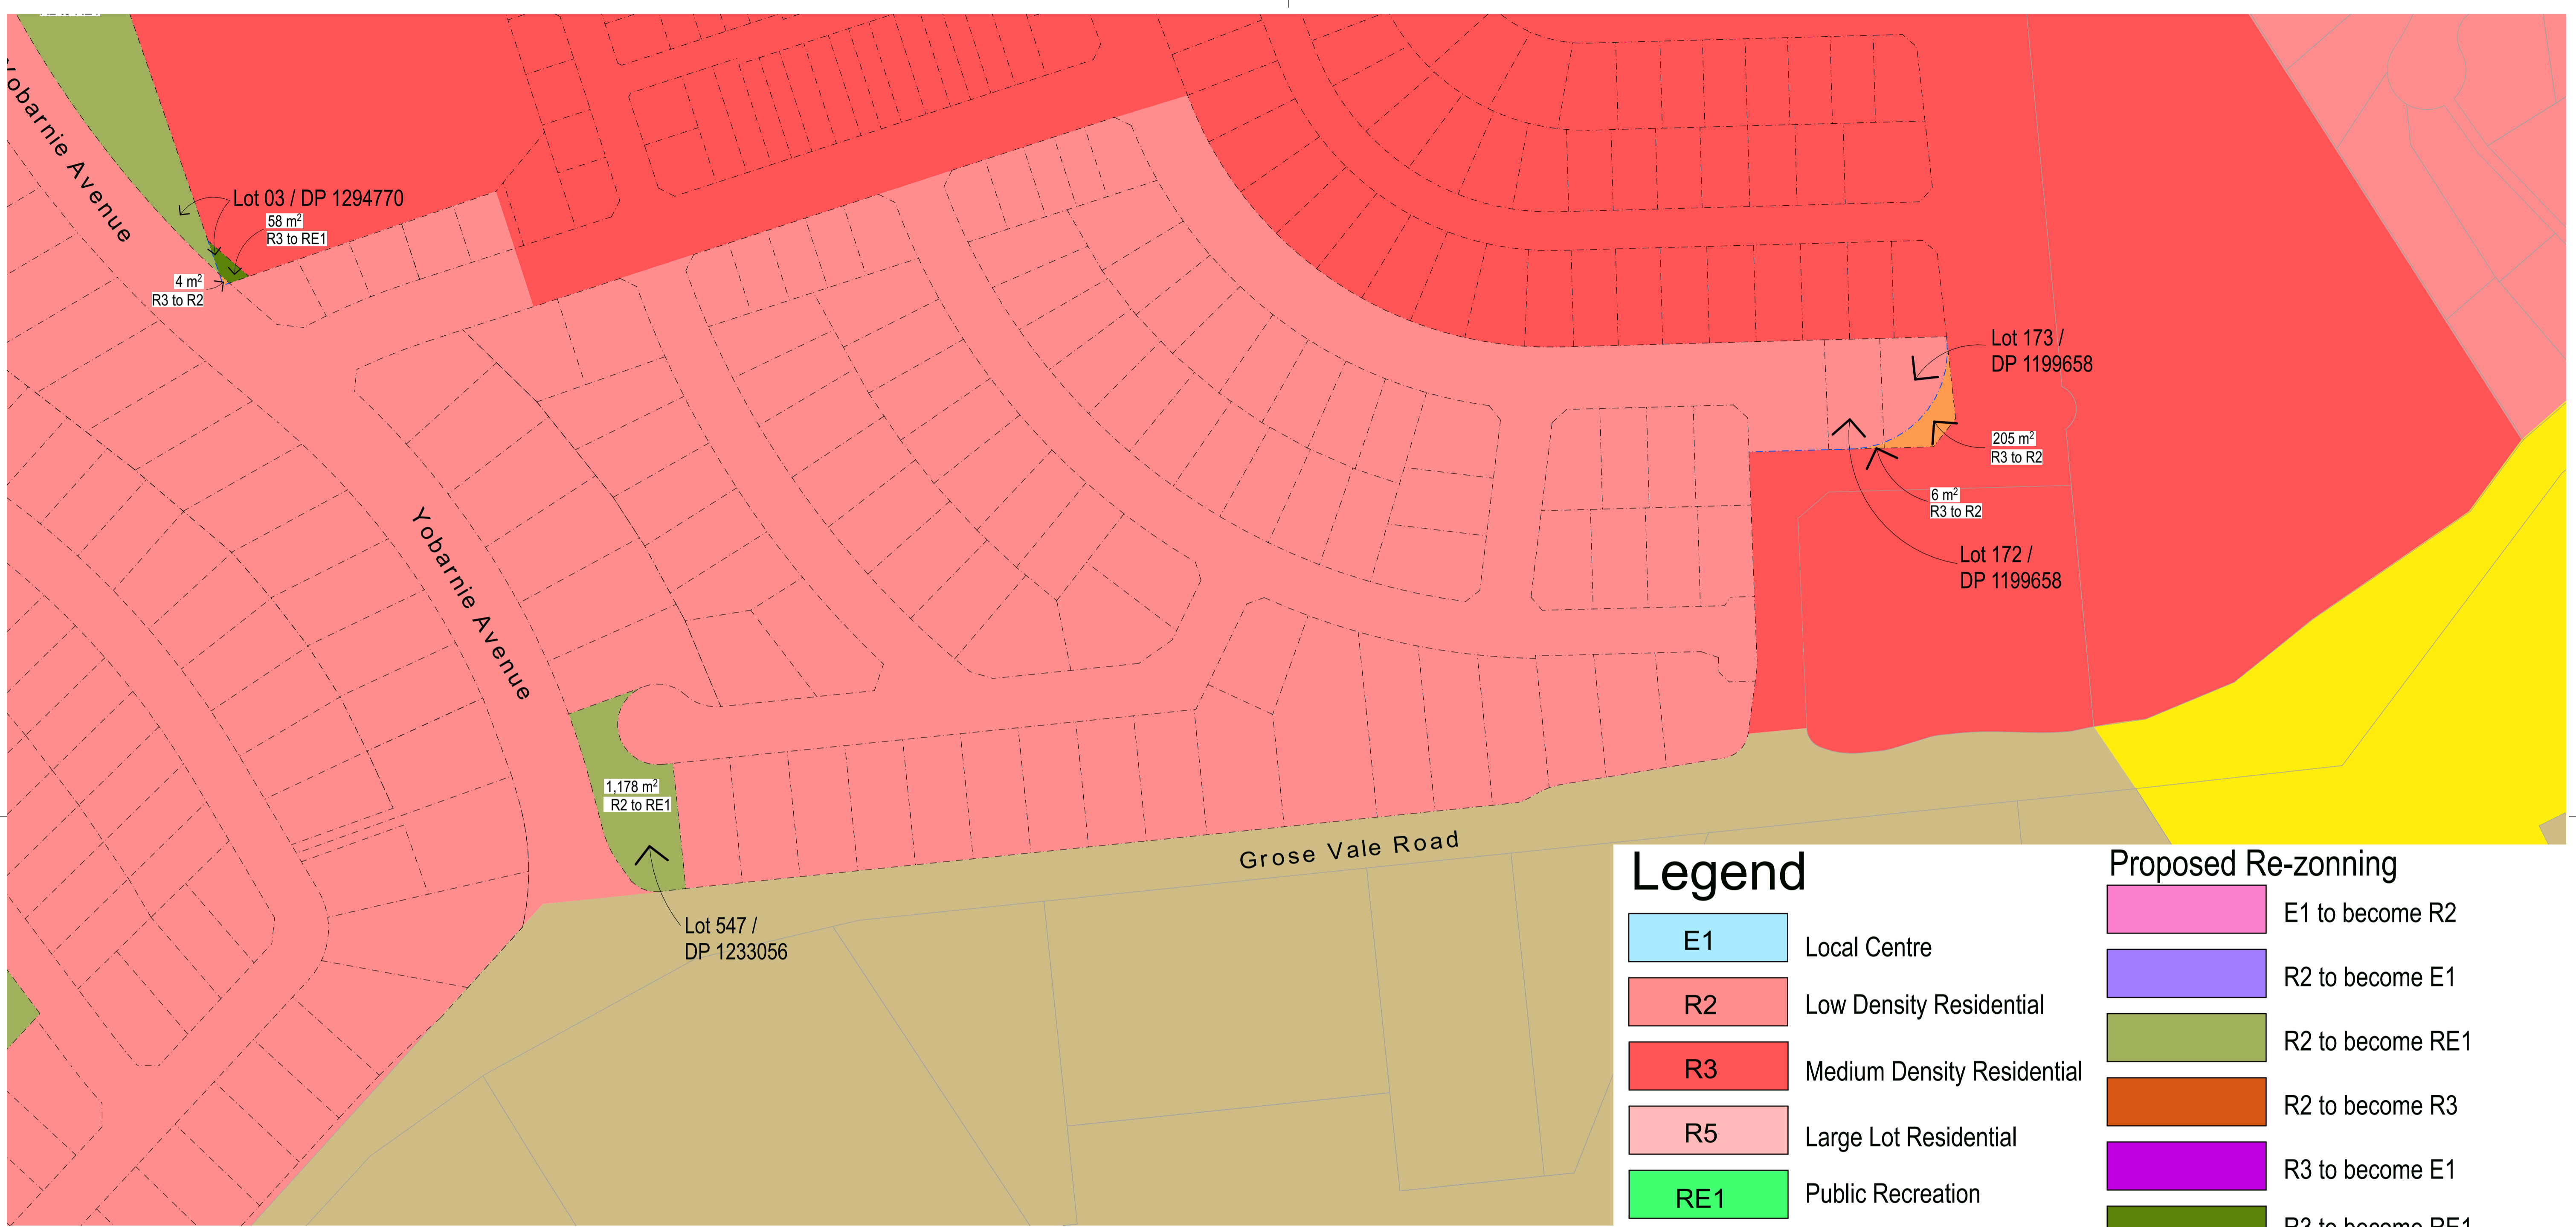 Yobarnie Avenue
Lot 03 / DP 1294770
58 m²
R3 to RE1
4 m²
R3 to R2
Lot 173 /
DP 1199658
205 m²
R3 to R2
6 m²
R3 to R2
Lot 172 /
DP 1199658
Yobarnie Avenue
1,178 m²
R2 to RE1
Lot 547 /
DP 1233056
Grose Vale Road
Legend
E1 Local Centre
R2 Low Density Residential
R3 Medium Density Residential
R5 Large Lot Residential
RE1 Public Recreation
Proposed Re-zonning
E1 to become R2
R2 to become E1
R2 to become RE1
R2 to become R3
R3 to become E1
R3 to become RE1